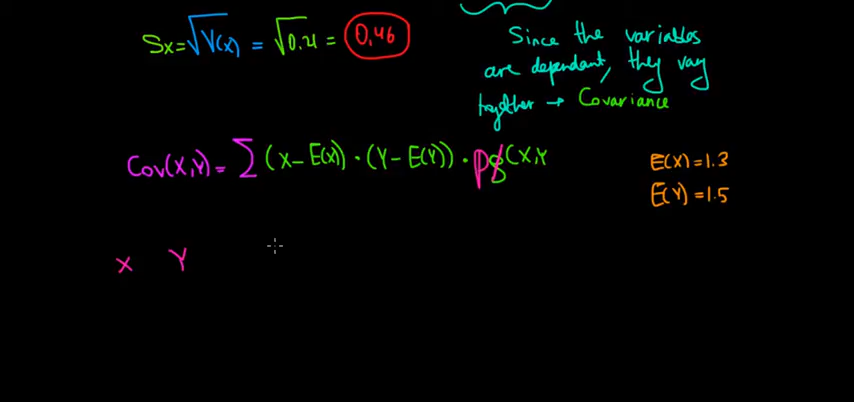 Sx = √V(x) = √0.21 = 0,46
Since the variables
are dependant, they vary
together → Covariance
Cov(X,Y) = Σ (x - E(x)) · (Y - E(Y)) · p(X,Y
E(X) = 1.3
E(Y) = 1.5
X Y